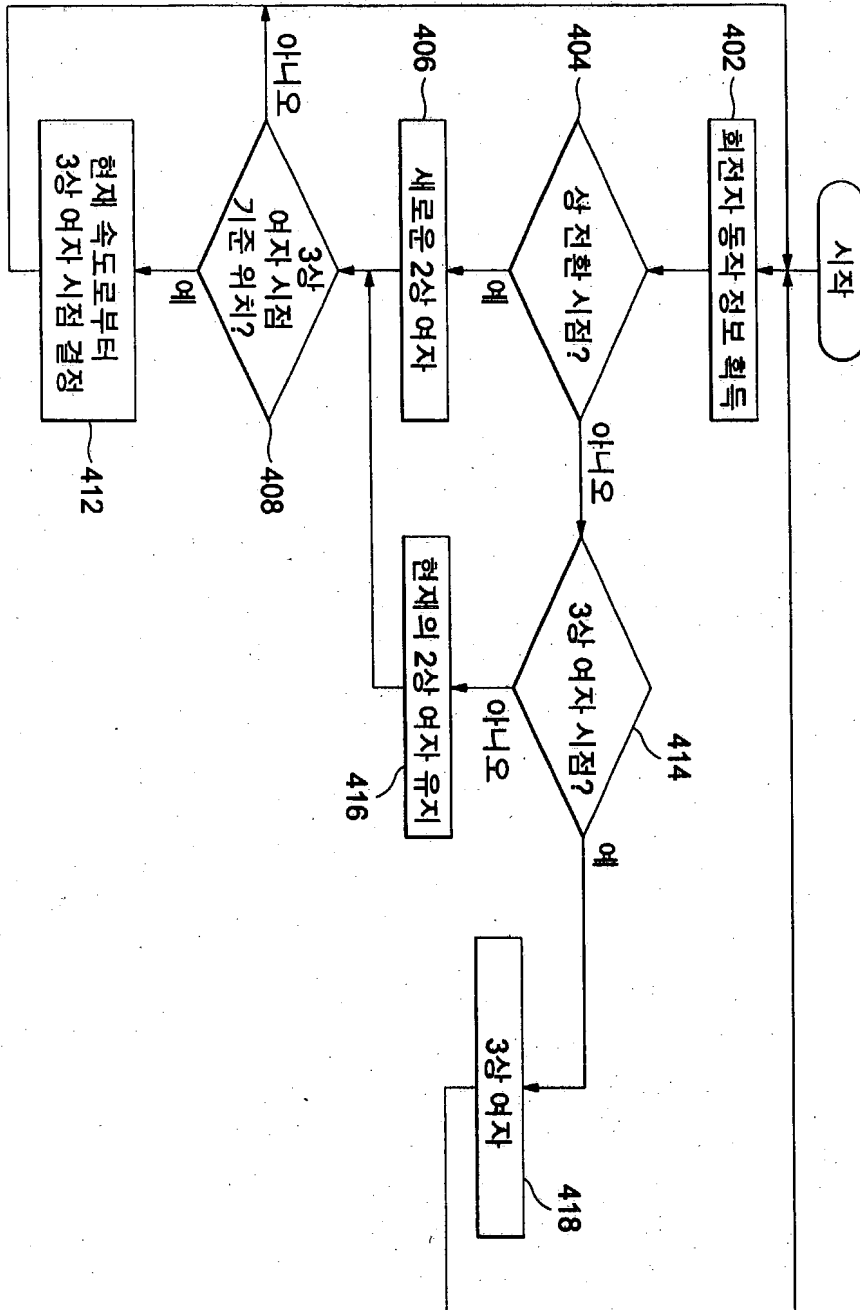 시작
402
회전자 동작 정보 획득
404
상 전환 시점?
아니오
예
406
새로운 2상 여자
414
3상 여자 시점?
예
아니오
416
현재의 2상 여자 유지
418
3상 여자
3상
여자 시점
기준 위치?
408
아니오
예
현재 속도로부터
3상 여자 시점 결정
412